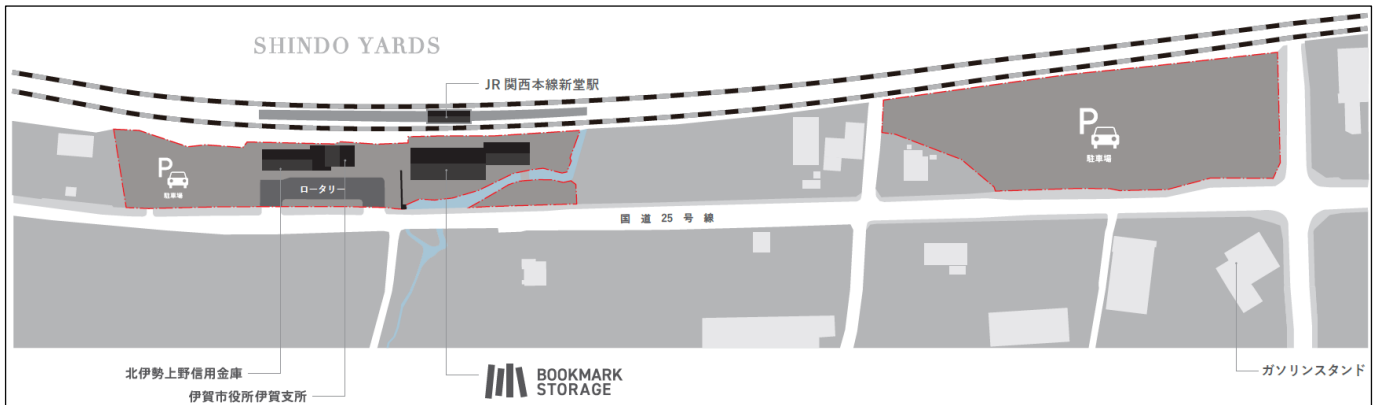 SHINDO YARDS
JR 関西本線新堂駅
P
駐車場
P
駐車場
ロータリー
国道25号線
北伊勢上野信用金庫
伊賀市役所伊賀支所
BOOKMARK
STORAGE
ガソリンスタンド